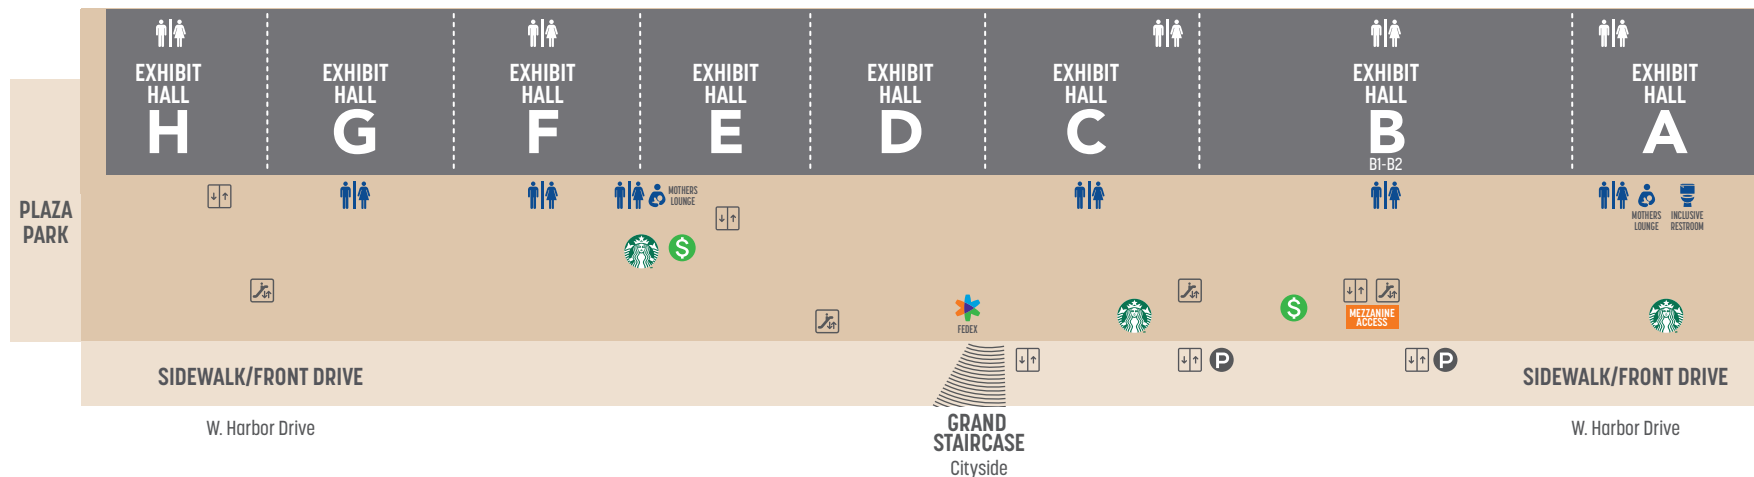 EXHIBIT
HALL
H
EXHIBIT
HALL
G
EXHIBIT
HALL
F
EXHIBIT
HALL
E
EXHIBIT
HALL
D
EXHIBIT
HALL
C
EXHIBIT
HALL
B
B1-B2
EXHIBIT
HALL
A
PLAZA
PARK
MOTHERS
LOUNGE
MOTHERS
LOUNGE
INCLUSIVE
RESTROOM
$
$
FEDEX
MEZZANINE
ACCESS
P
P
SIDEWALK/FRONT DRIVE
SIDEWALK/FRONT DRIVE
W. Harbor Drive
GRAND
STAIRCASE
Cityside
W. Harbor Drive